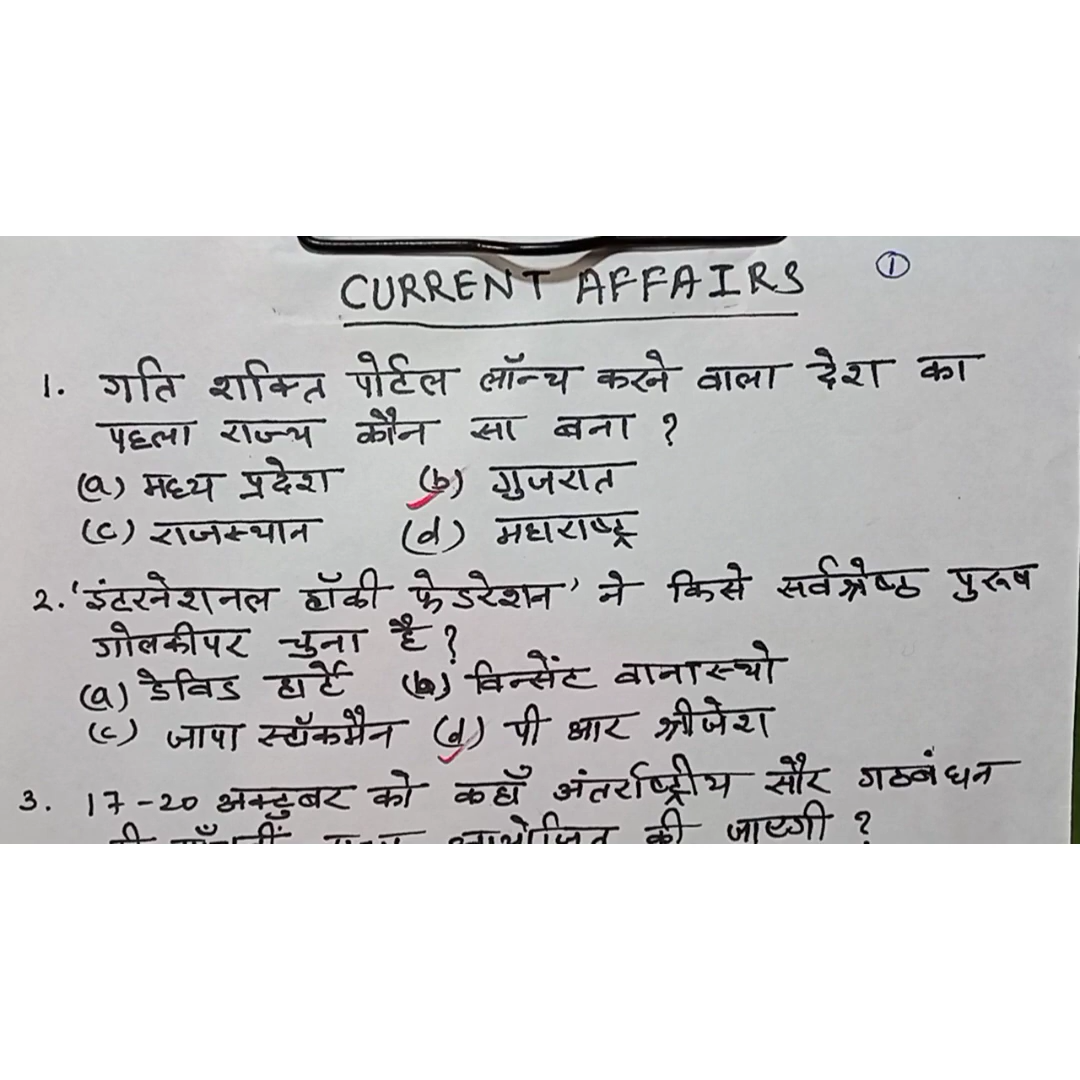 CURRENT AFFAIRS ①
1. गति शक्ति पोर्टल लॉन्च करने वाला देश का
पहला राज्य कौन सा बना ?
(a) मध्य प्रदेश (b) गुजरात
(c) राजस्थान (d) महाराष्ट्र
2. 'इंटरनेशनल हॉकी फेडरेशन' ने किसे सर्वश्रेष्ठ पुरूष
गोलकीपर चुना है ?
(a) डेविड हार्टे (b) विन्सेंट वानास्चो
(c) जापा स्टॉकमैन (d) पी आर श्रीजेश
3. 17-20 अक्टुबर को कहाँ अंतर्राष्ट्रीय सौर गठबंधन
की जाएगी ?